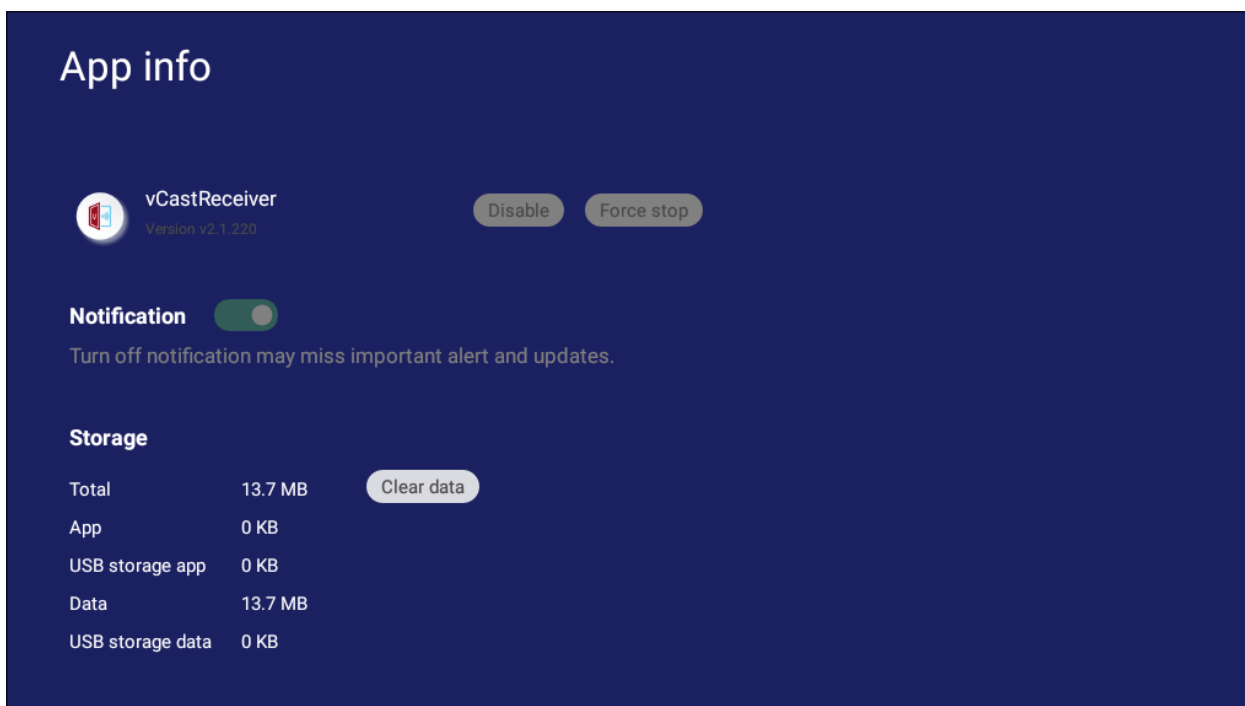 App info
vCastReceiver
Version v2.1.220
Disable
Force stop
Notification
Turn off notification may miss important alert and updates.
Storage
Total 13.7 MB Clear data
App 0 KB
USB storage app 0 KB
Data 13.7 MB
USB storage data 0 KB